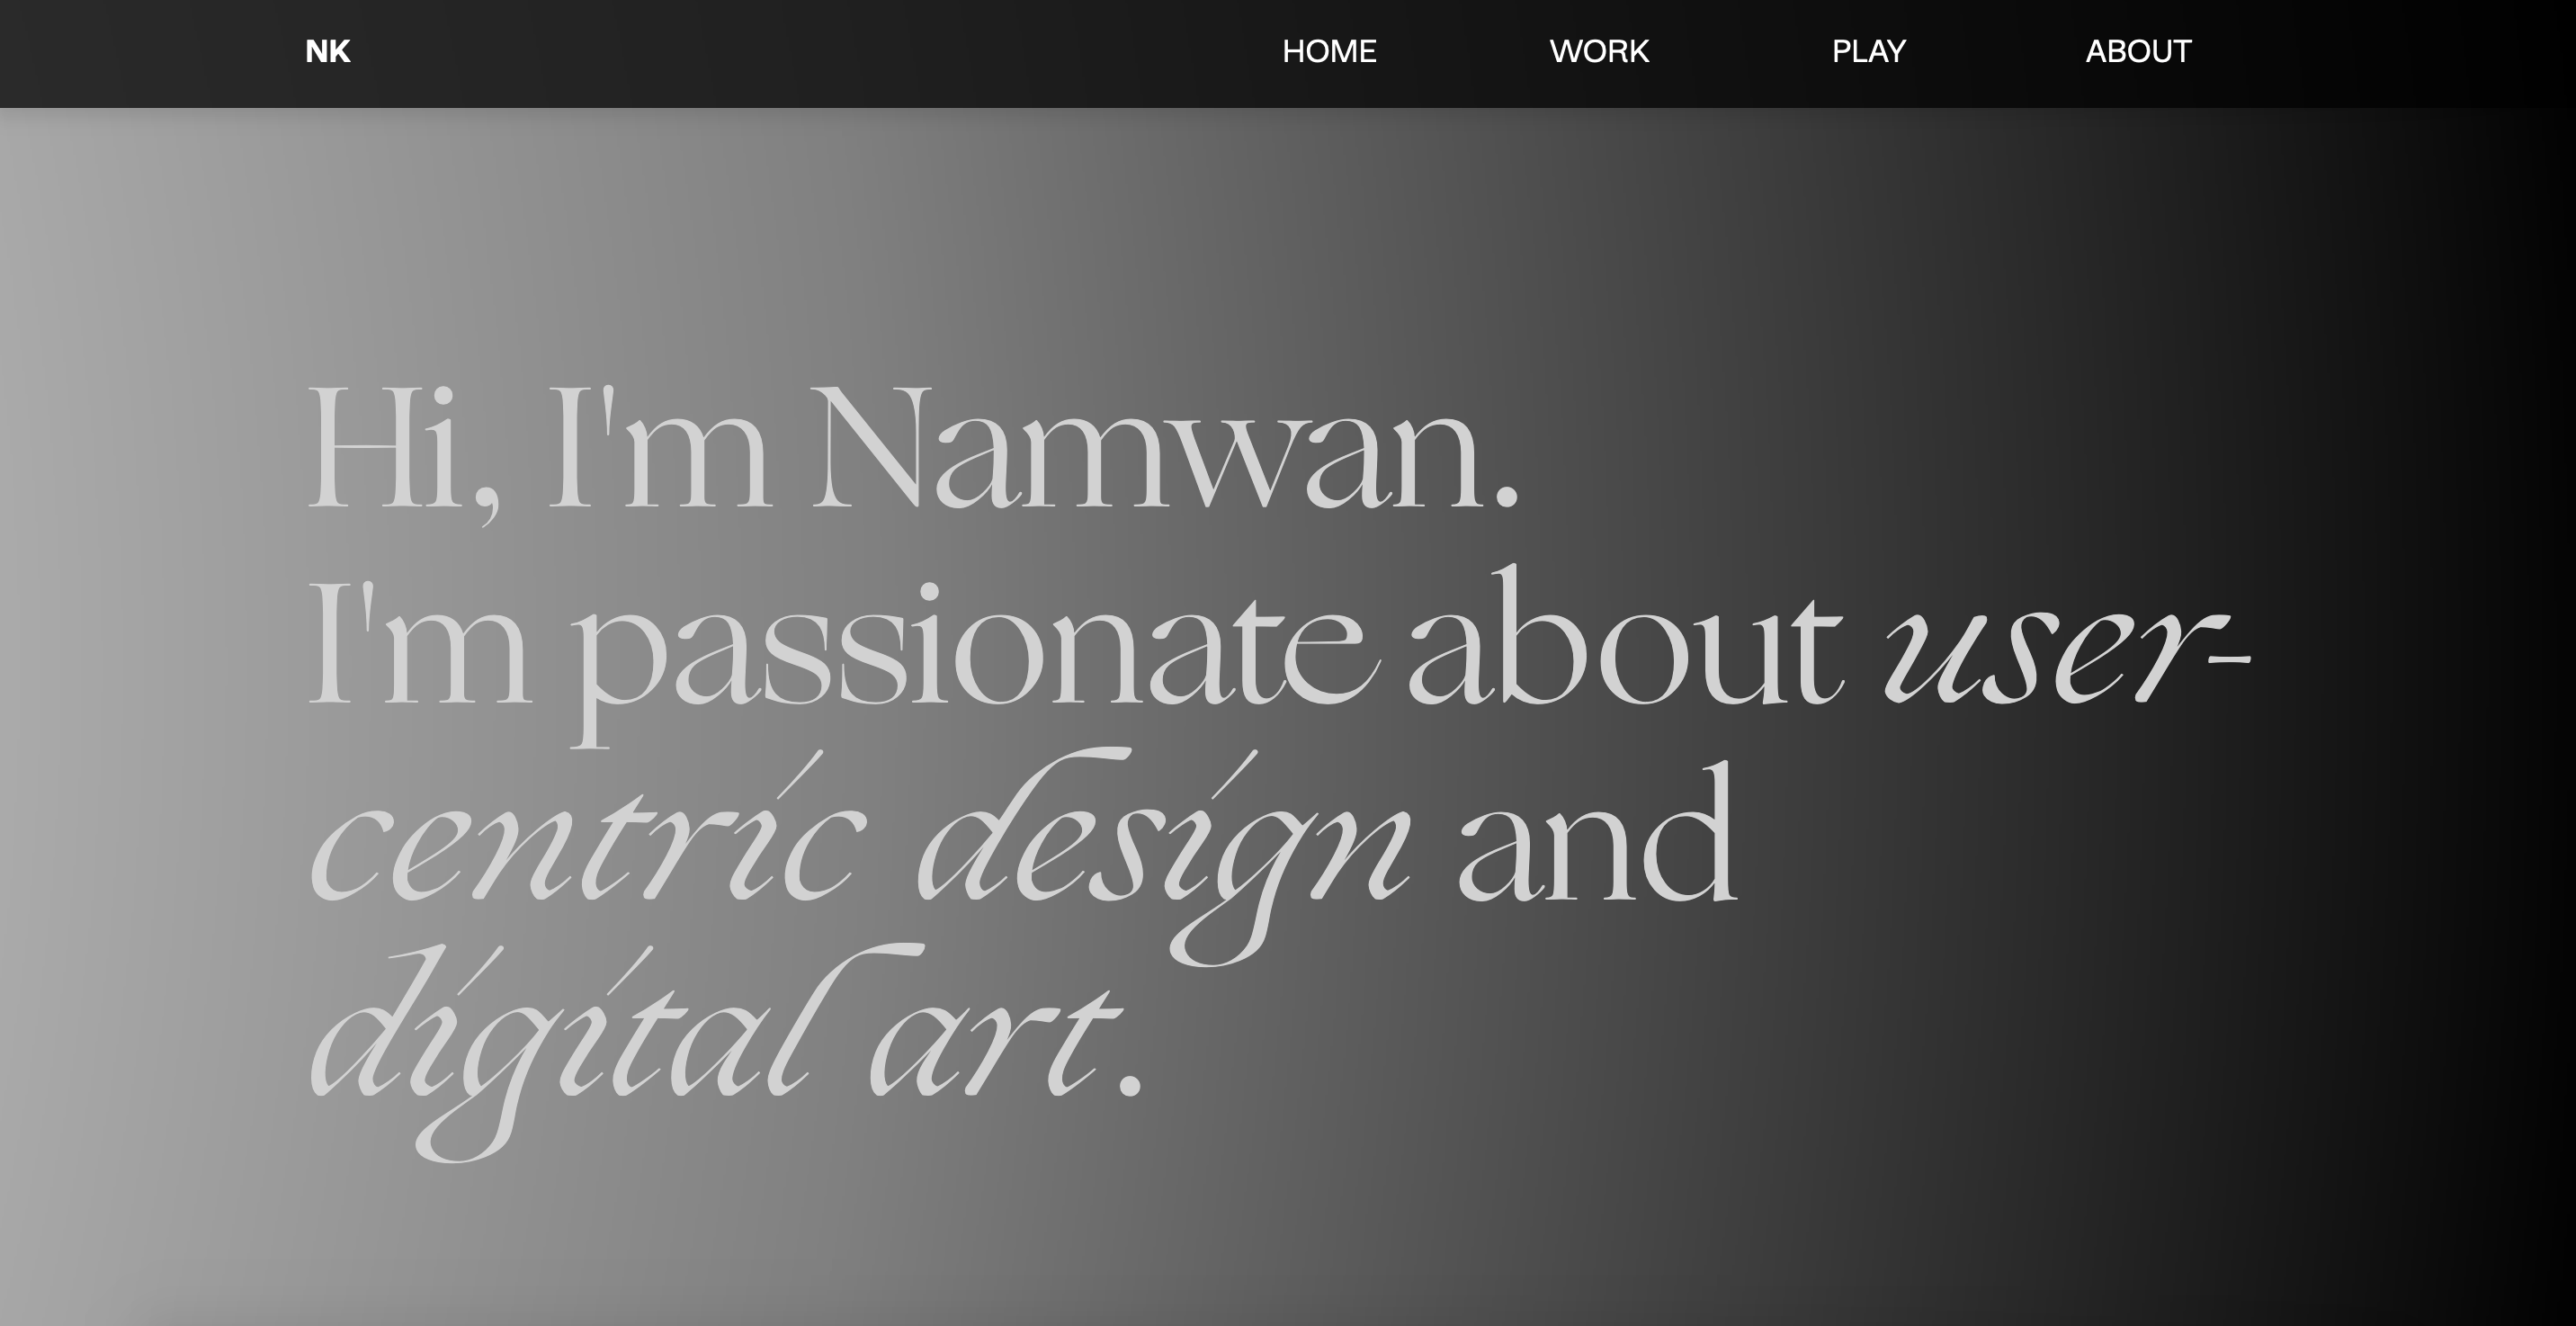 NK HOME WORK PLAY ABOUT
Hi, I'm Namwan.
I'm passionate about user-
centric design and
digital art.